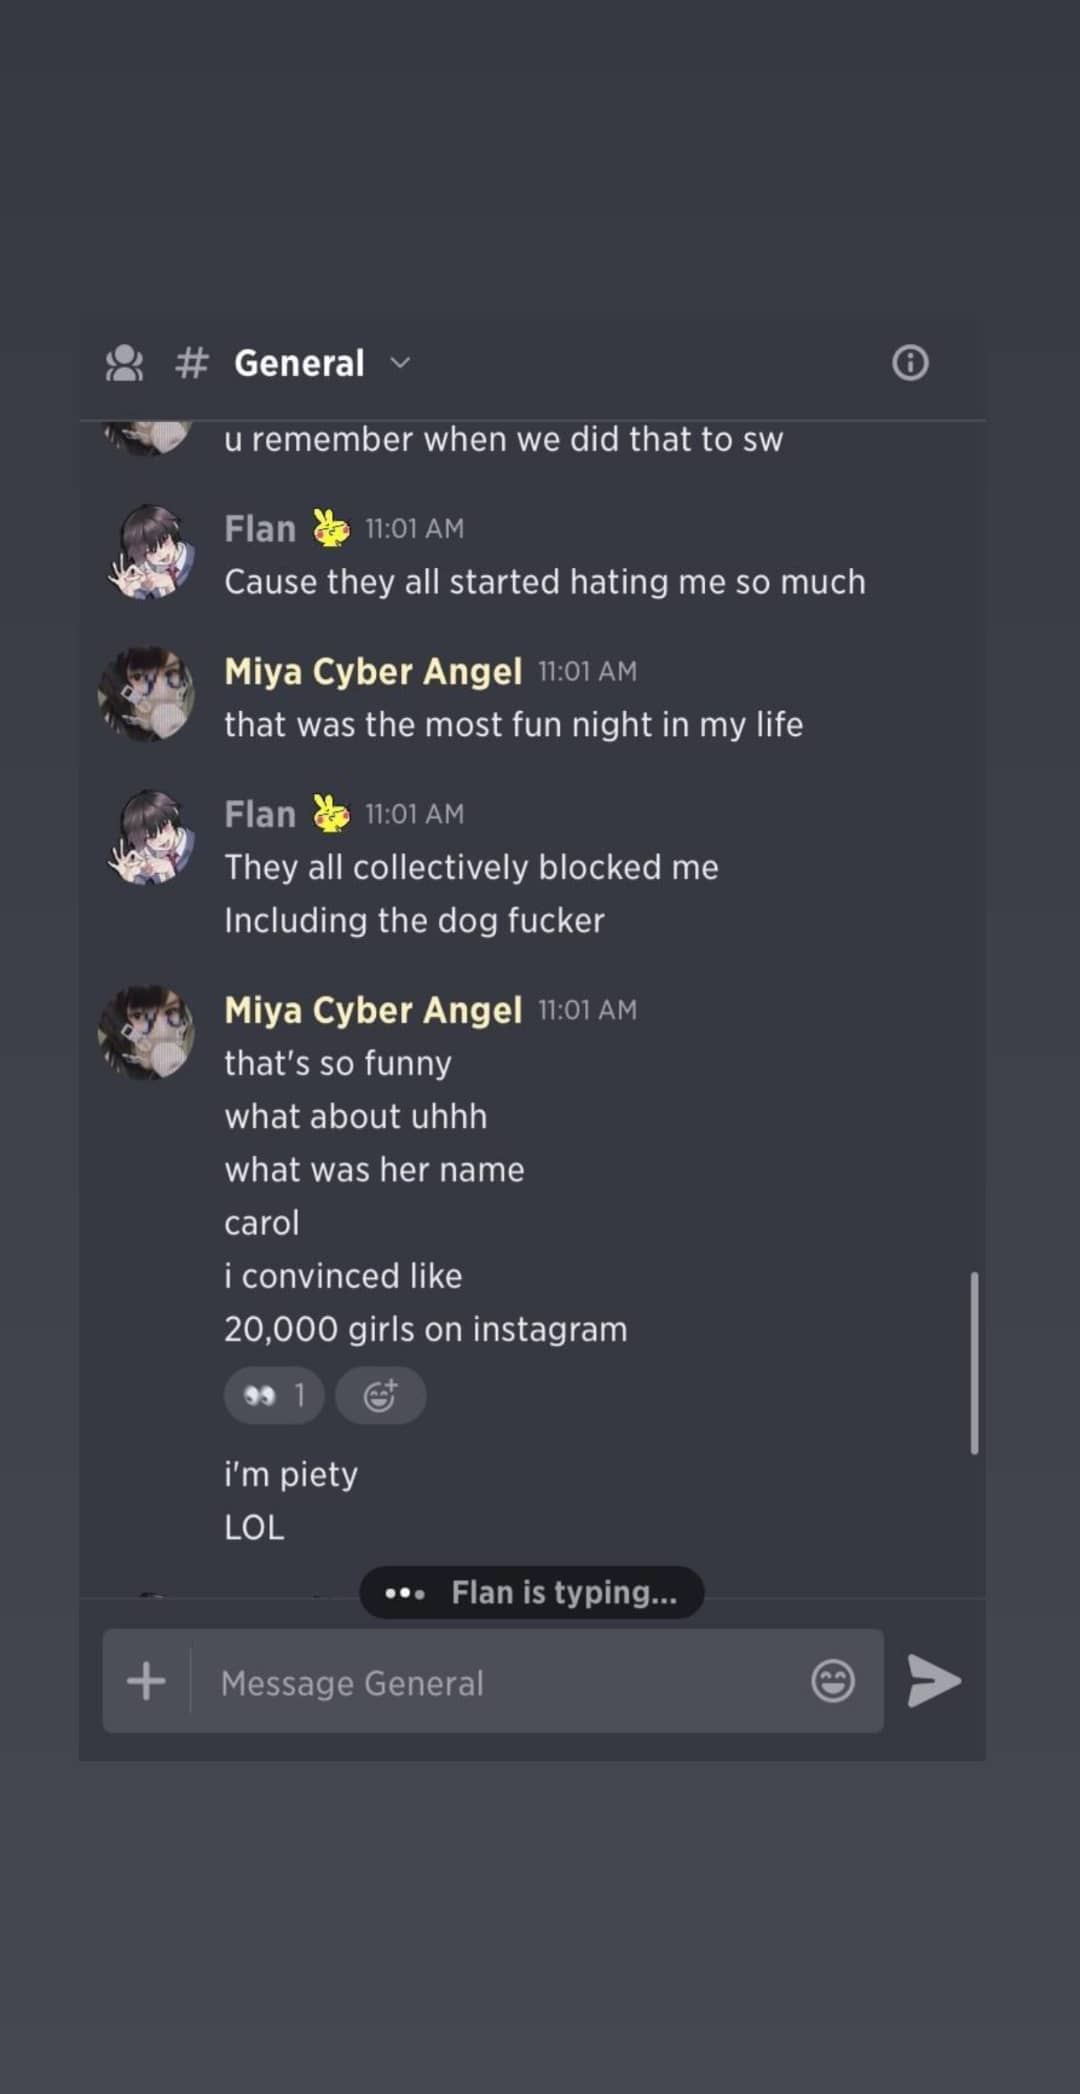 # General
u remember when we did that to sw
Flan 11:01 AM
Cause they all started hating me so much
Miya Cyber Angel 11:01 AM
that was the most fun night in my life
Flan 11:01 AM
They all collectively blocked me
Including the dog fucker
Miya Cyber Angel 11:01 AM
that's so funny
what about uhhh
what was her name
carol
i convinced like
20,000 girls on instagram
1
i'm piety
LOL
Flan is typing...
Message General